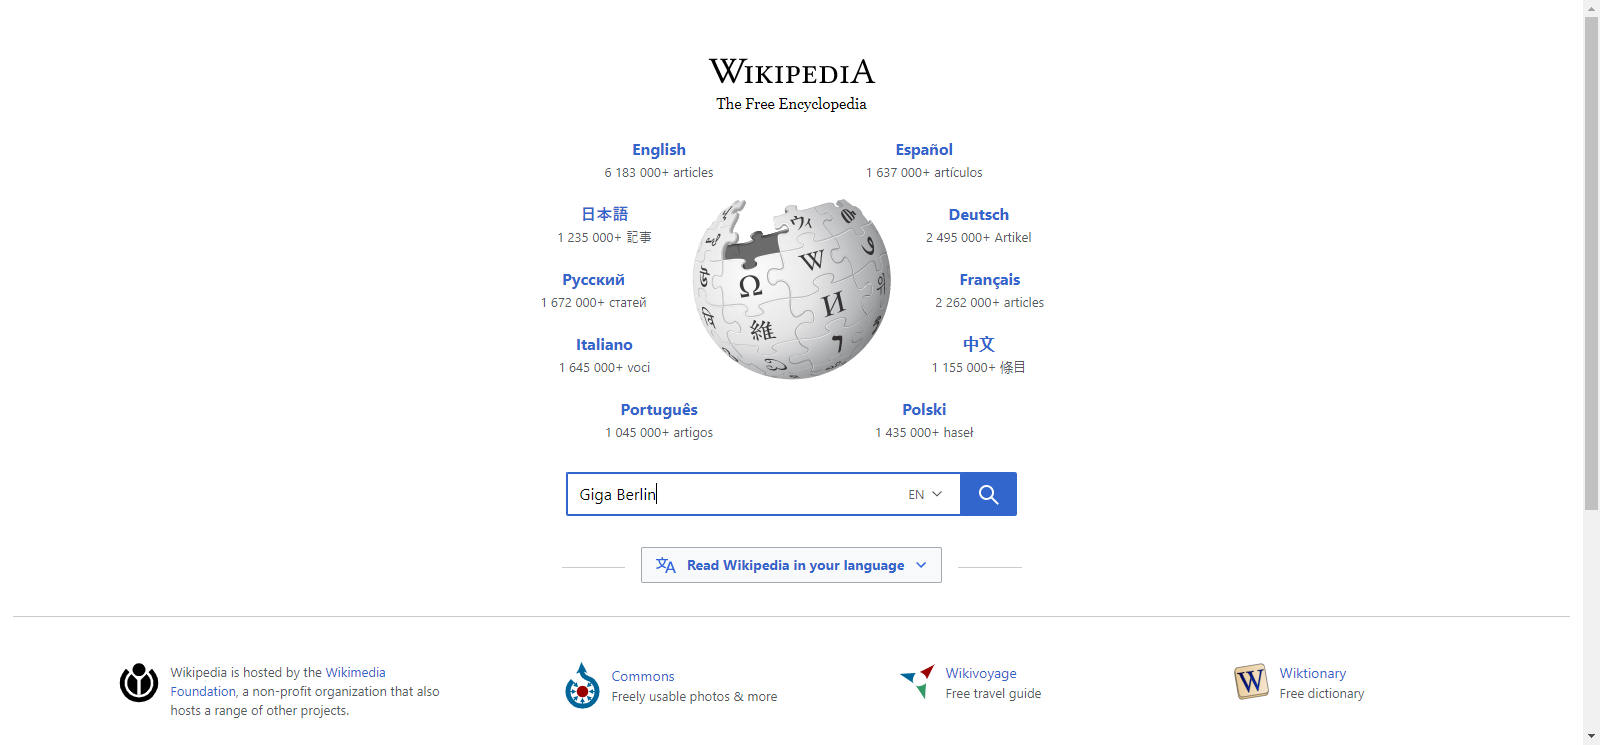 WIKIPEDIA
The Free Encyclopedia
English
6 183 000+ articles
Español
1 637 000+ artículos
日本語
1 235 000+ 記事
Deutsch
2 495 000+ Artikel
Русский
1 672 000+ статей
Français
2 262 000+ articles
Italiano
1 645 000+ voci
中文
1 155 000+ 條目
Português
1 045 000+ artigos
Polski
1 435 000+ haseł
Ω
W
И
維
ウィ
Giga Berlin
EN
Read Wikipedia in your language
Wikipedia is hosted by the Wikimedia
Foundation, a non-profit organization that also
hosts a range of other projects.
Commons
Freely usable photos & more
Wikivoyage
Free travel guide
W
Wiktionary
Free dictionary